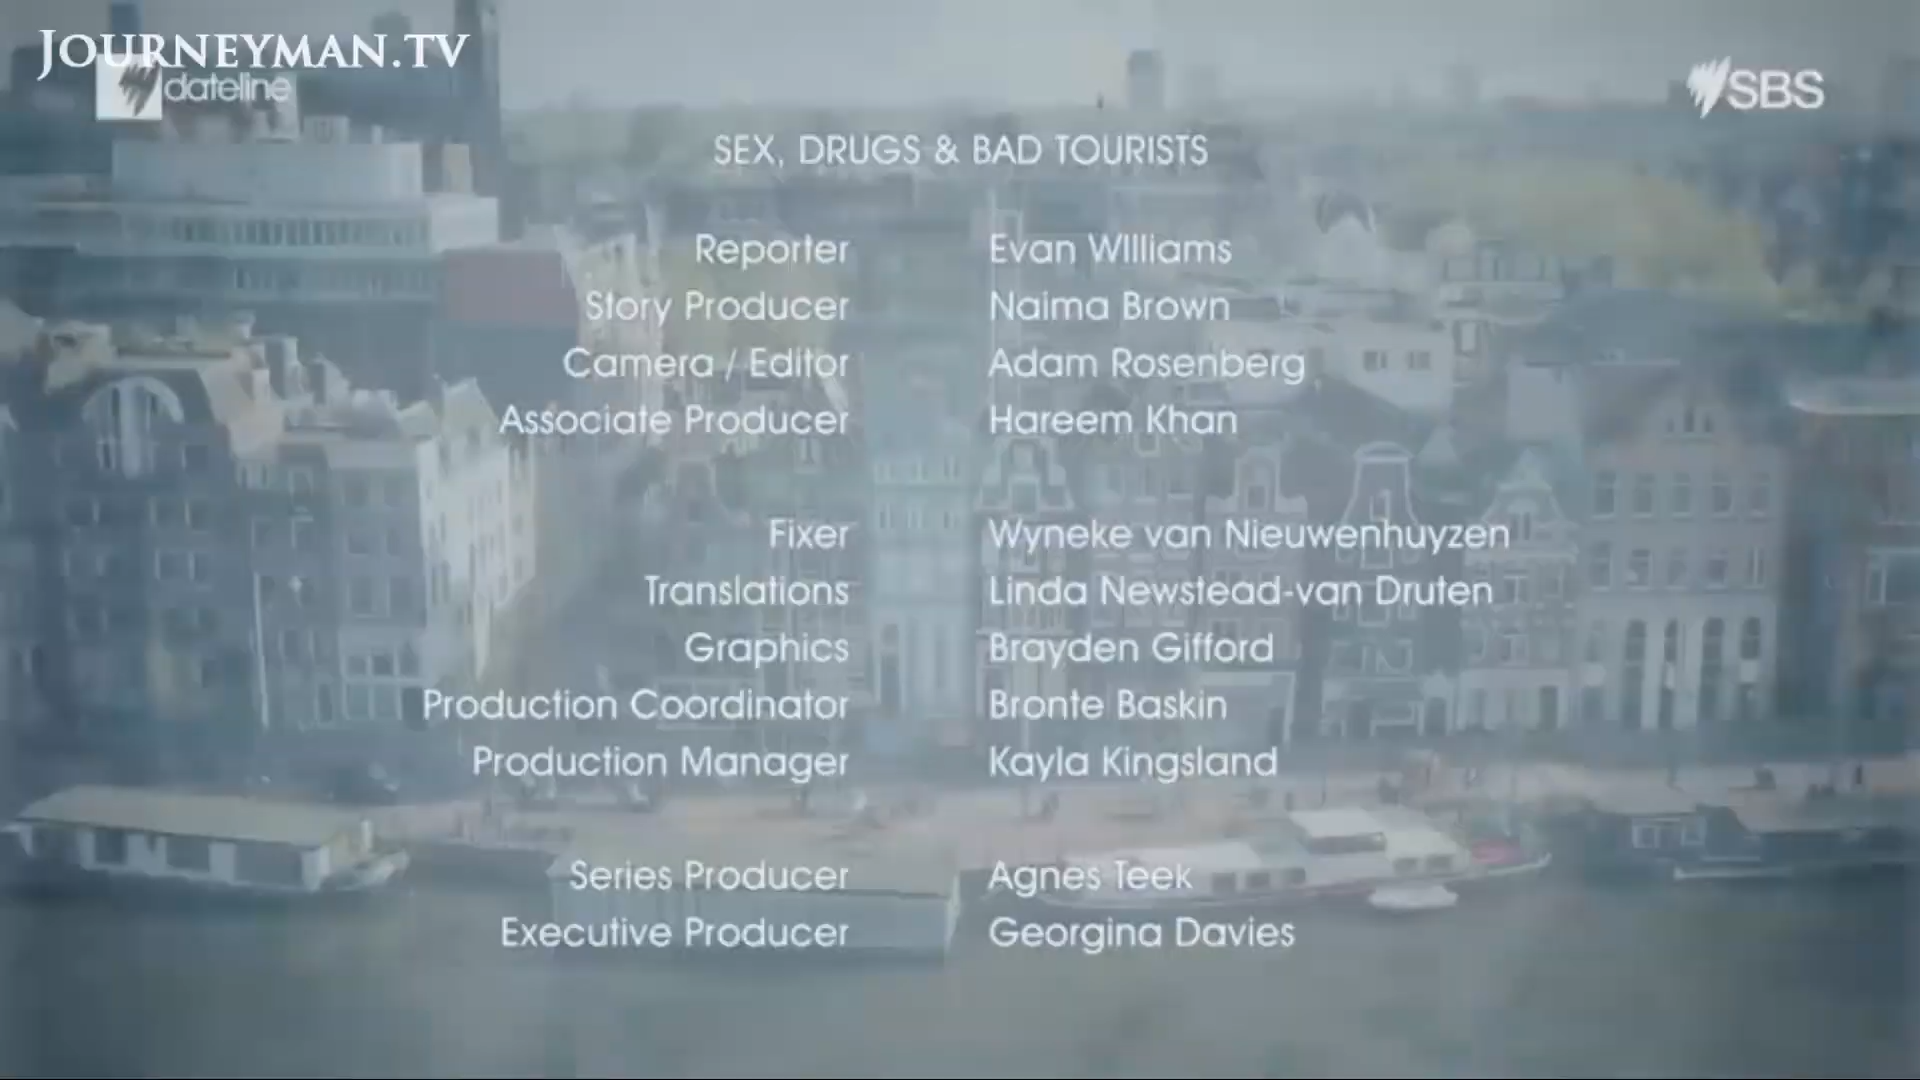 JOURNEYMAN.TV
dateline
SBS
SEX, DRUGS & BAD TOURISTS
Reporter Evan WIlliams
Story Producer Naima Brown
Camera / Editor Adam Rosenberg
Associate Producer Hareem Khan
Fixer Wyneke van Nieuwenhuyzen
Translations Linda Newstead-van Druten
Graphics Brayden Gifford
Production Coordinator Bronte Baskin
Production Manager Kayla Kingsland
Series Producer Agnes Teek
Executive Producer Georgina Davies